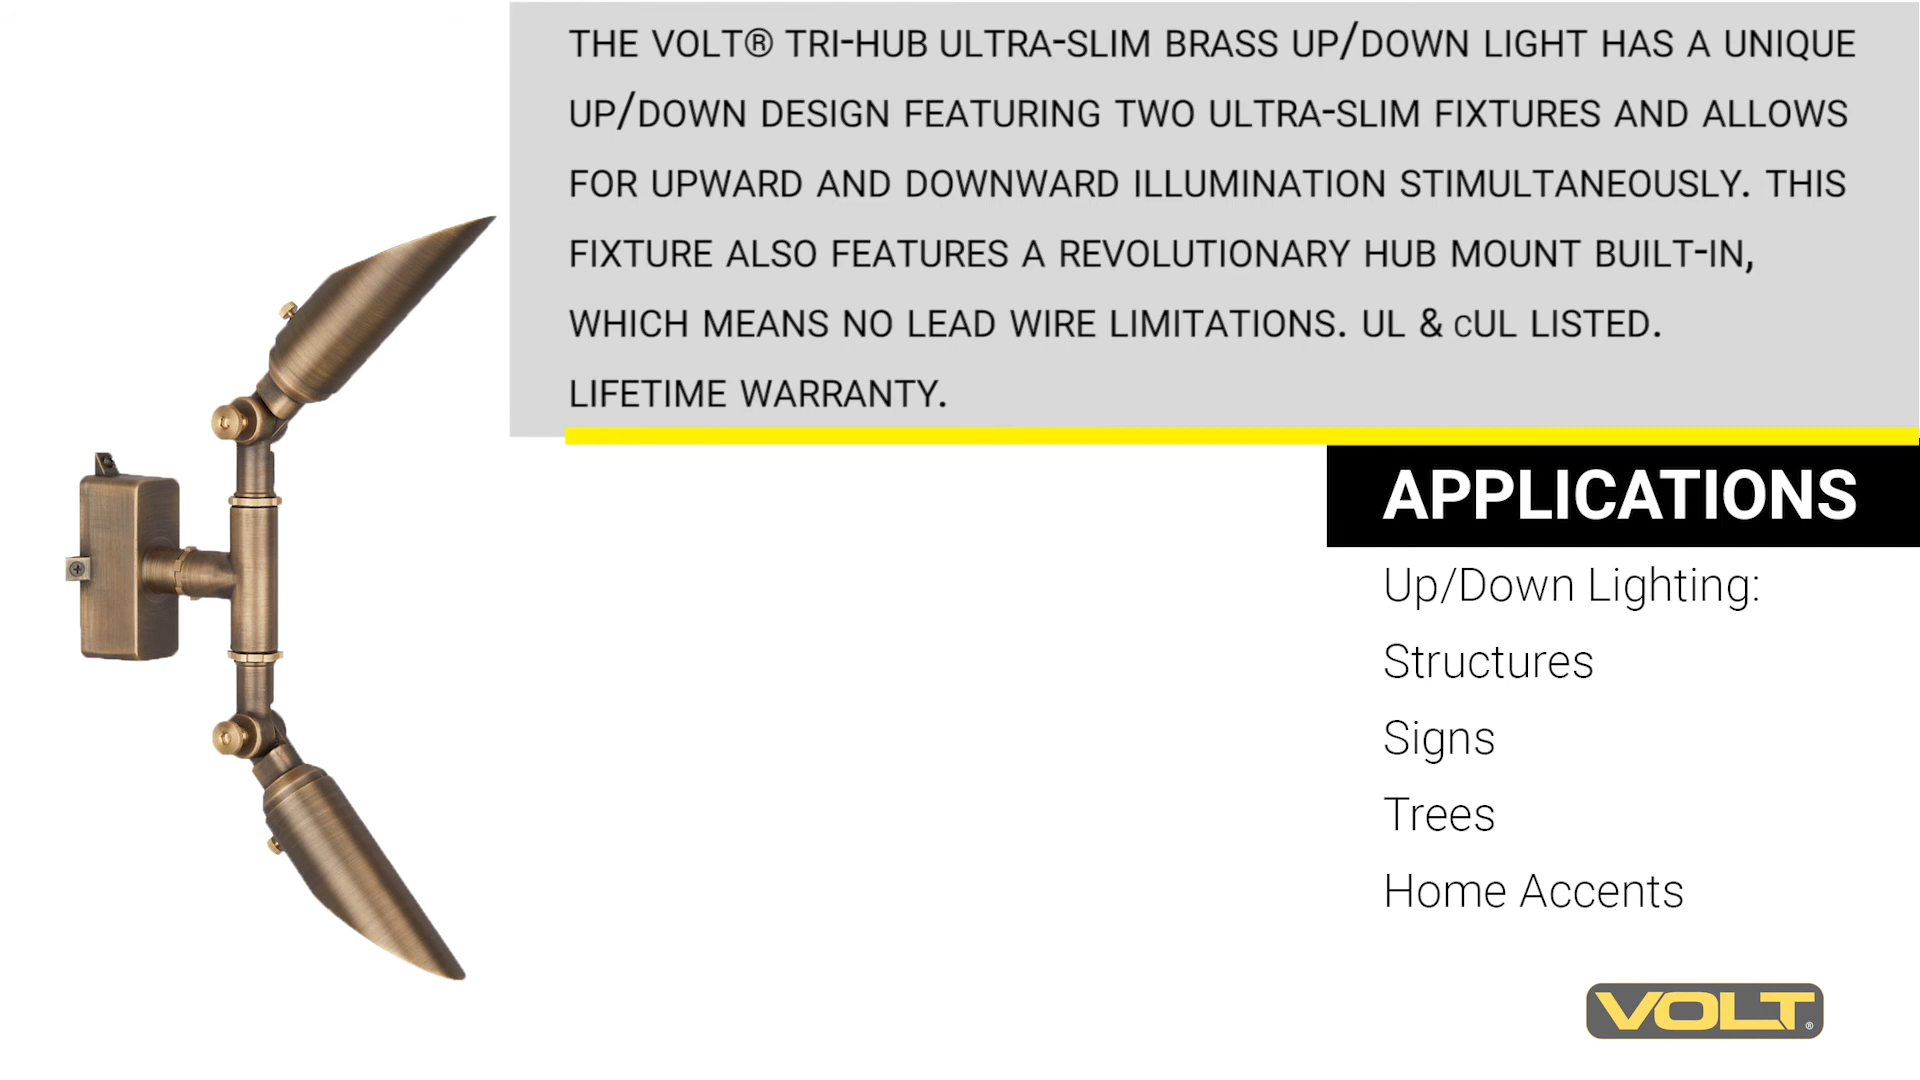 THE VOLT® TRI-HUB ULTRA-SLIM BRASS UP/DOWN LIGHT HAS A UNIQUE
UP/DOWN DESIGN FEATURING TWO ULTRA-SLIM FIXTURES AND ALLOWS
FOR UPWARD AND DOWNWARD ILLUMINATION STIMULTANEOUSLY. THIS
FIXTURE ALSO FEATURES A REVOLUTIONARY HUB MOUNT BUILT-IN,
WHICH MEANS NO LEAD WIRE LIMITATIONS. UL & cUL LISTED.
LIFETIME WARRANTY.
APPLICATIONS
Up/Down Lighting:
Structures
Signs
Trees
Home Accents
VOLT®